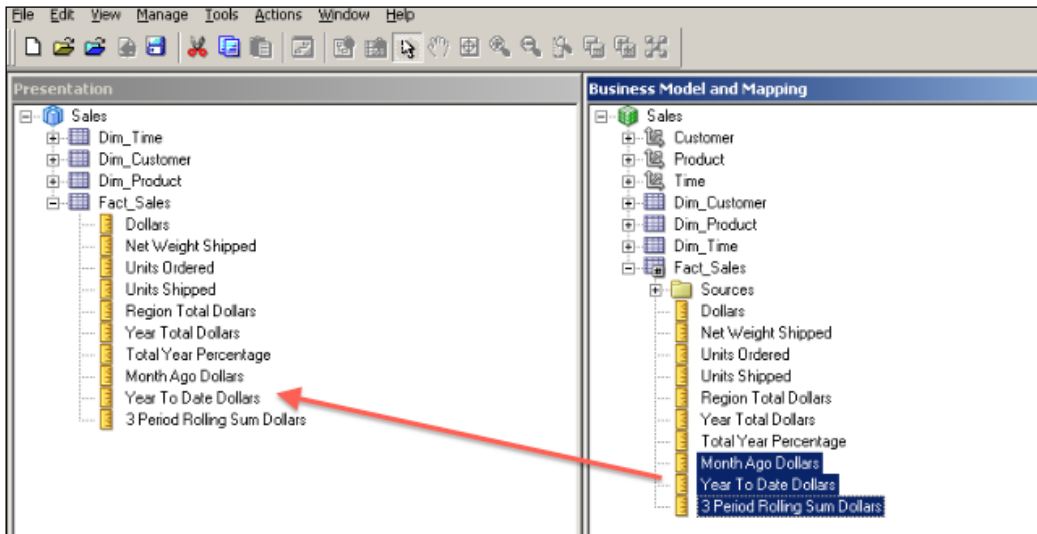 File Edit View Manage Tools Actions Window Help
Presentation
Sales
Dim_Time
Dim_Customer
Dim_Product
Fact_Sales
Dollars
Net Weight Shipped
Units Ordered
Units Shipped
Region Total Dollars
Year Total Dollars
Total Year Percentage
Month Ago Dollars
Year To Date Dollars
3 Period Rolling Sum Dollars
Business Model and Mapping
Sales
Customer
Product
Time
Dim_Customer
Dim_Product
Dim_Time
Fact_Sales
Sources
Dollars
Net Weight Shipped
Units Ordered
Units Shipped
Region Total Dollars
Year Total Dollars
Total Year Percentage
Month Ago Dollars
Year To Date Dollars
3 Period Rolling Sum Dollars